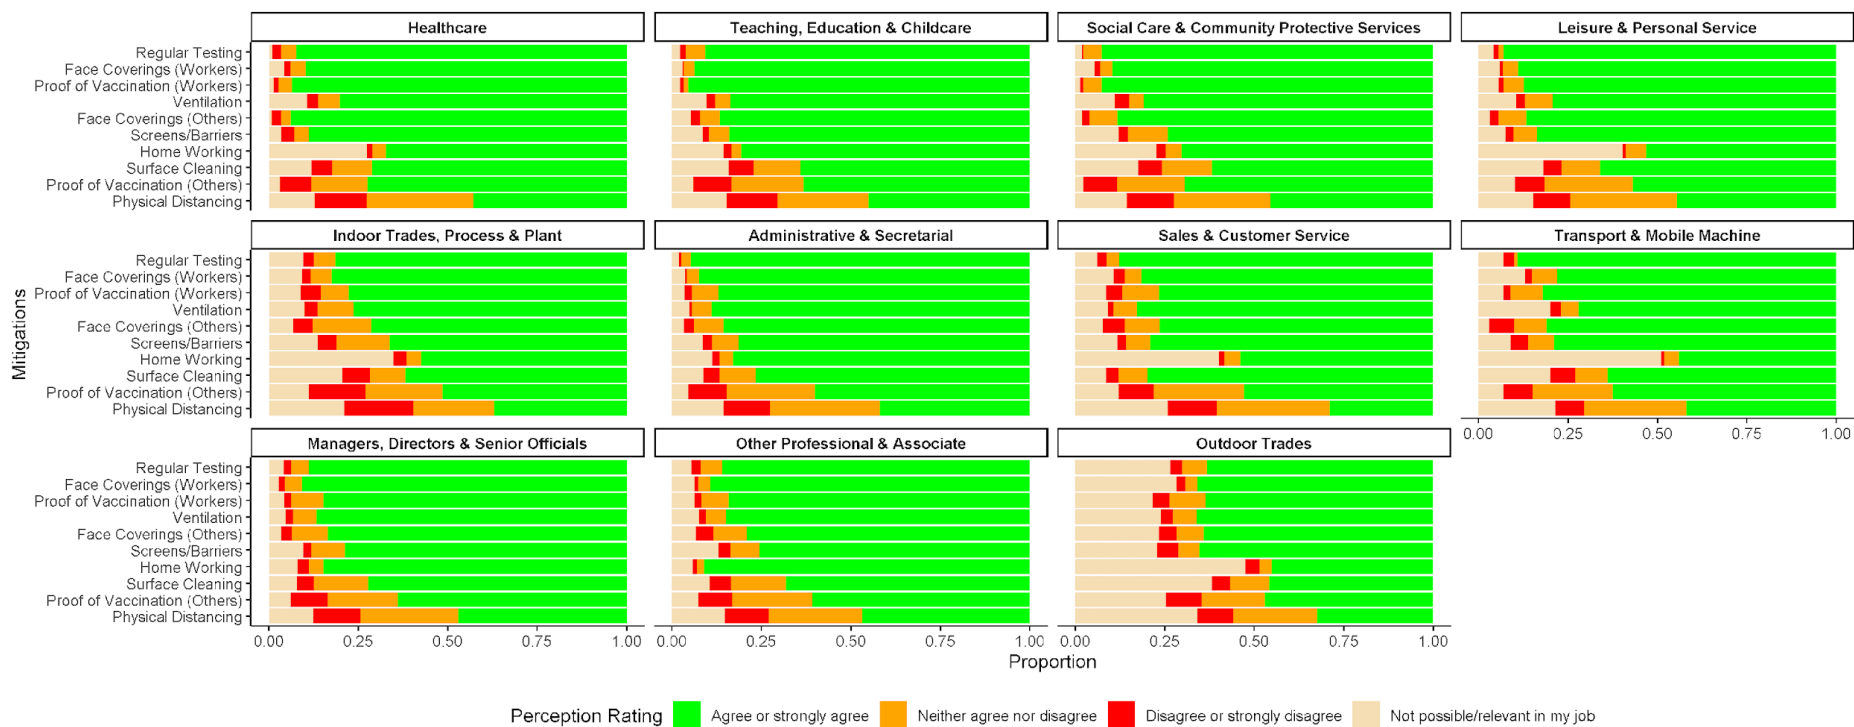 Healthcare
Teaching, Education & Childcare
Social Care & Community Protective Services
Leisure & Personal Service
Regular Testing
Face Coverings (Workers)
Proof of Vaccination (Workers)
Ventilation
Face Coverings (Others)
Screens/Barriers
Home Working
Surface Cleaning
Proof of Vaccination (Others)
Physical Distancing
Indoor Trades, Process & Plant
Administrative & Secretarial
Sales & Customer Service
Transport & Mobile Machine
Mitigations
Regular Testing
Face Coverings (Workers)
Proof of Vaccination (Workers)
Ventilation
Face Coverings (Others)
Screens/Barriers
Home Working
Surface Cleaning
Proof of Vaccination (Others)
Physical Distancing
0.00 0.25 0.50 0.75 1.00
Managers, Directors & Senior Officials
Other Professional & Associate
Outdoor Trades
Regular Testing
Face Coverings (Workers)
Proof of Vaccination (Workers)
Ventilation
Face Coverings (Others)
Screens/Barriers
Home Working
Surface Cleaning
Proof of Vaccination (Others)
Physical Distancing
0.00 0.25 0.50 0.75 1.00
0.00 0.25 0.50 0.75 1.00
0.00 0.25 0.50 0.75 1.00
Proportion
Perception Rating Agree or strongly agree Neither agree nor disagree Disagree or strongly disagree Not possible/relevant in my job